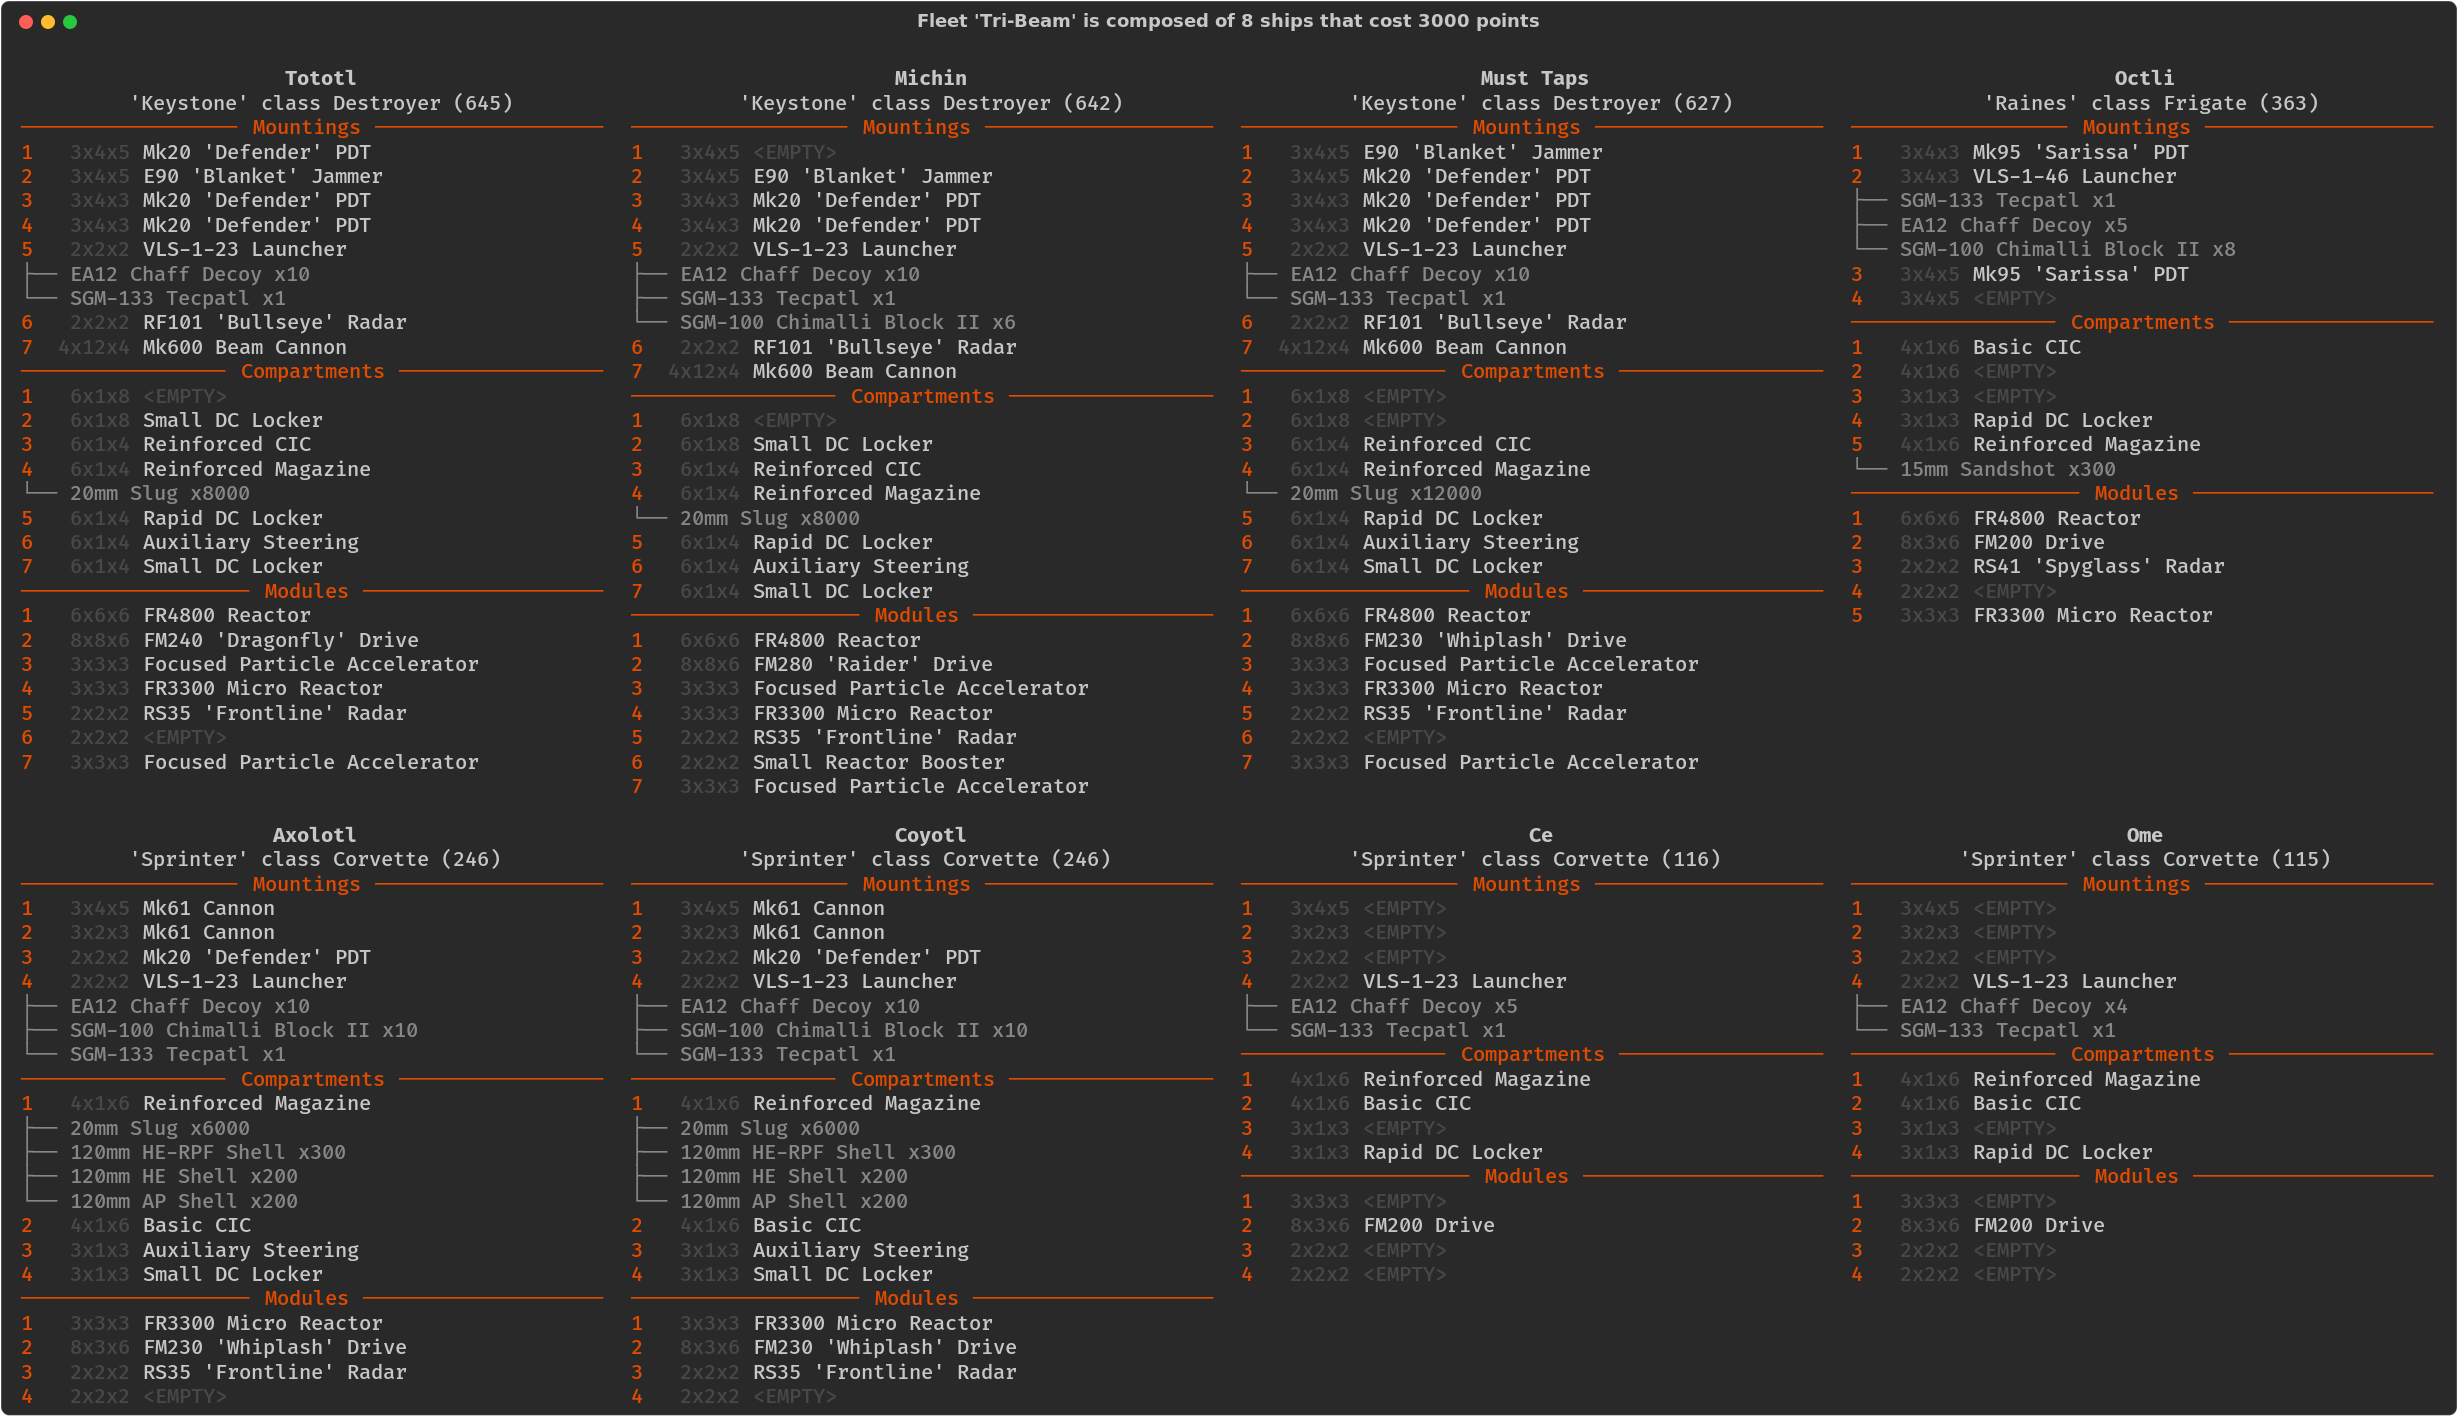 Fleet 'Tri-Beam' is composed of 8 ships that cost 3000 points
Tototl
'Keystone' class Destroyer (645)
Mountings
1 3x4x5 Mk20 'Defender' PDT
2 3x4x5 E90 'Blanket' Jammer
3 3x4x3 Mk20 'Defender' PDT
4 3x4x3 Mk20 'Defender' PDT
5 2x2x2 VLS-1-23 Launcher
├── EA12 Chaff Decoy x10
└── SGM-133 Tecpatl x1
6 2x2x2 RF101 'Bullseye' Radar
7 4x12x4 Mk600 Beam Cannon
Compartments
1 6x1x8 <EMPTY>
2 6x1x8 Small DC Locker
3 6x1x4 Reinforced CIC
4 6x1x4 Reinforced Magazine
└── 20mm Slug x8000
5 6x1x4 Rapid DC Locker
6 6x1x4 Auxiliary Steering
7 6x1x4 Small DC Locker
Modules
1 6x6x6 FR4800 Reactor
2 8x8x6 FM240 'Dragonfly' Drive
3 3x3x3 Focused Particle Accelerator
4 3x3x3 FR3300 Micro Reactor
5 2x2x2 RS35 'Frontline' Radar
6 2x2x2 <EMPTY>
7 3x3x3 Focused Particle Accelerator
Michin
'Keystone' class Destroyer (642)
Mountings
1 3x4x5 <EMPTY>
2 3x4x5 E90 'Blanket' Jammer
3 3x4x3 Mk20 'Defender' PDT
4 3x4x3 Mk20 'Defender' PDT
5 2x2x2 VLS-1-23 Launcher
├── EA12 Chaff Decoy x10
├── SGM-133 Tecpatl x1
└── SGM-100 Chimalli Block II x6
6 2x2x2 RF101 'Bullseye' Radar
7 4x12x4 Mk600 Beam Cannon
Compartments
1 6x1x8 <EMPTY>
2 6x1x8 Small DC Locker
3 6x1x4 Reinforced CIC
4 6x1x4 Reinforced Magazine
└── 20mm Slug x8000
5 6x1x4 Rapid DC Locker
6 6x1x4 Auxiliary Steering
7 6x1x4 Small DC Locker
Modules
1 6x6x6 FR4800 Reactor
2 8x8x6 FM280 'Raider' Drive
3 3x3x3 Focused Particle Accelerator
4 3x3x3 FR3300 Micro Reactor
5 2x2x2 RS35 'Frontline' Radar
6 2x2x2 Small Reactor Booster
7 3x3x3 Focused Particle Accelerator
Must Taps
'Keystone' class Destroyer (627)
Mountings
1 3x4x5 E90 'Blanket' Jammer
2 3x4x5 Mk20 'Defender' PDT
3 3x4x3 Mk20 'Defender' PDT
4 3x4x3 Mk20 'Defender' PDT
5 2x2x2 VLS-1-23 Launcher
├── EA12 Chaff Decoy x10
└── SGM-133 Tecpatl x1
6 2x2x2 RF101 'Bullseye' Radar
7 4x12x4 Mk600 Beam Cannon
Compartments
1 6x1x8 <EMPTY>
2 6x1x8 <EMPTY>
3 6x1x4 Reinforced CIC
4 6x1x4 Reinforced Magazine
└── 20mm Slug x12000
5 6x1x4 Rapid DC Locker
6 6x1x4 Auxiliary Steering
7 6x1x4 Small DC Locker
Modules
1 6x6x6 FR4800 Reactor
2 8x8x6 FM230 'Whiplash' Drive
3 3x3x3 Focused Particle Accelerator
4 3x3x3 FR3300 Micro Reactor
5 2x2x2 RS35 'Frontline' Radar
6 2x2x2 <EMPTY>
7 3x3x3 Focused Particle Accelerator
Octli
'Raines' class Frigate (363)
Mountings
1 3x4x3 Mk95 'Sarissa' PDT
2 3x4x3 VLS-1-46 Launcher
├── SGM-133 Tecpatl x1
├── EA12 Chaff Decoy x5
└── SGM-100 Chimalli Block II x8
3 3x4x5 Mk95 'Sarissa' PDT
4 3x4x5 <EMPTY>
Compartments
1 4x1x6 Basic CIC
2 4x1x6 <EMPTY>
3 3x1x3 <EMPTY>
4 3x1x3 Rapid DC Locker
5 4x1x6 Reinforced Magazine
└── 15mm Sandshot x300
Modules
1 6x6x6 FR4800 Reactor
2 8x3x6 FM200 Drive
3 2x2x2 RS41 'Spyglass' Radar
4 2x2x2 <EMPTY>
5 3x3x3 FR3300 Micro Reactor
Axolotl
'Sprinter' class Corvette (246)
Mountings
1 3x4x5 Mk61 Cannon
2 3x2x3 Mk61 Cannon
3 2x2x2 Mk20 'Defender' PDT
4 2x2x2 VLS-1-23 Launcher
├── EA12 Chaff Decoy x10
├── SGM-100 Chimalli Block II x10
└── SGM-133 Tecpatl x1
Compartments
1 4x1x6 Reinforced Magazine
├── 20mm Slug x6000
├── 120mm HE-RPF Shell x300
├── 120mm HE Shell x200
└── 120mm AP Shell x200
2 4x1x6 Basic CIC
3 3x1x3 Auxiliary Steering
4 3x1x3 Small DC Locker
Modules
1 3x3x3 FR3300 Micro Reactor
2 8x3x6 FM230 'Whiplash' Drive
3 2x2x2 RS35 'Frontline' Radar
4 2x2x2 <EMPTY>
Coyotl
'Sprinter' class Corvette (246)
Mountings
1 3x4x5 Mk61 Cannon
2 3x2x3 Mk61 Cannon
3 2x2x2 Mk20 'Defender' PDT
4 2x2x2 VLS-1-23 Launcher
├── EA12 Chaff Decoy x10
├── SGM-100 Chimalli Block II x10
└── SGM-133 Tecpatl x1
Compartments
1 4x1x6 Reinforced Magazine
├── 20mm Slug x6000
├── 120mm HE-RPF Shell x300
├── 120mm HE Shell x200
└── 120mm AP Shell x200
2 4x1x6 Basic CIC
3 3x1x3 Auxiliary Steering
4 3x1x3 Small DC Locker
Modules
1 3x3x3 FR3300 Micro Reactor
2 8x3x6 FM230 'Whiplash' Drive
3 2x2x2 RS35 'Frontline' Radar
4 2x2x2 <EMPTY>
Ce
'Sprinter' class Corvette (116)
Mountings
1 3x4x5 <EMPTY>
2 3x2x3 <EMPTY>
3 2x2x2 <EMPTY>
4 2x2x2 VLS-1-23 Launcher
├── EA12 Chaff Decoy x5
└── SGM-133 Tecpatl x1
Compartments
1 4x1x6 Reinforced Magazine
2 4x1x6 Basic CIC
3 3x1x3 <EMPTY>
4 3x1x3 Rapid DC Locker
Modules
1 3x3x3 <EMPTY>
2 8x3x6 FM200 Drive
3 2x2x2 <EMPTY>
4 2x2x2 <EMPTY>
Ome
'Sprinter' class Corvette (115)
Mountings
1 3x4x5 <EMPTY>
2 3x2x3 <EMPTY>
3 2x2x2 <EMPTY>
4 2x2x2 VLS-1-23 Launcher
├── EA12 Chaff Decoy x4
└── SGM-133 Tecpatl x1
Compartments
1 4x1x6 Reinforced Magazine
2 4x1x6 Basic CIC
3 3x1x3 <EMPTY>
4 3x1x3 Rapid DC Locker
Modules
1 3x3x3 <EMPTY>
2 8x3x6 FM200 Drive
3 2x2x2 <EMPTY>
4 2x2x2 <EMPTY>